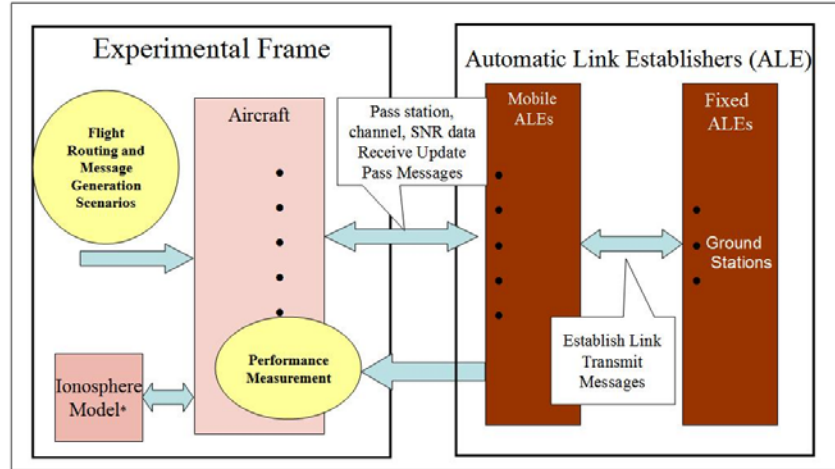 Experimental Frame
Flight
Routing and
Message
Generation
Scenarios
Aircraft
Ionosphere
Model*
Performance
Measurement
Pass station,
channel, SNR data
Receive Update
Pass Messages
Automatic Link Establishers (ALE)
Mobile
ALEs
Fixed
ALEs
Ground
Stations
Establish Link
Transmit
Messages